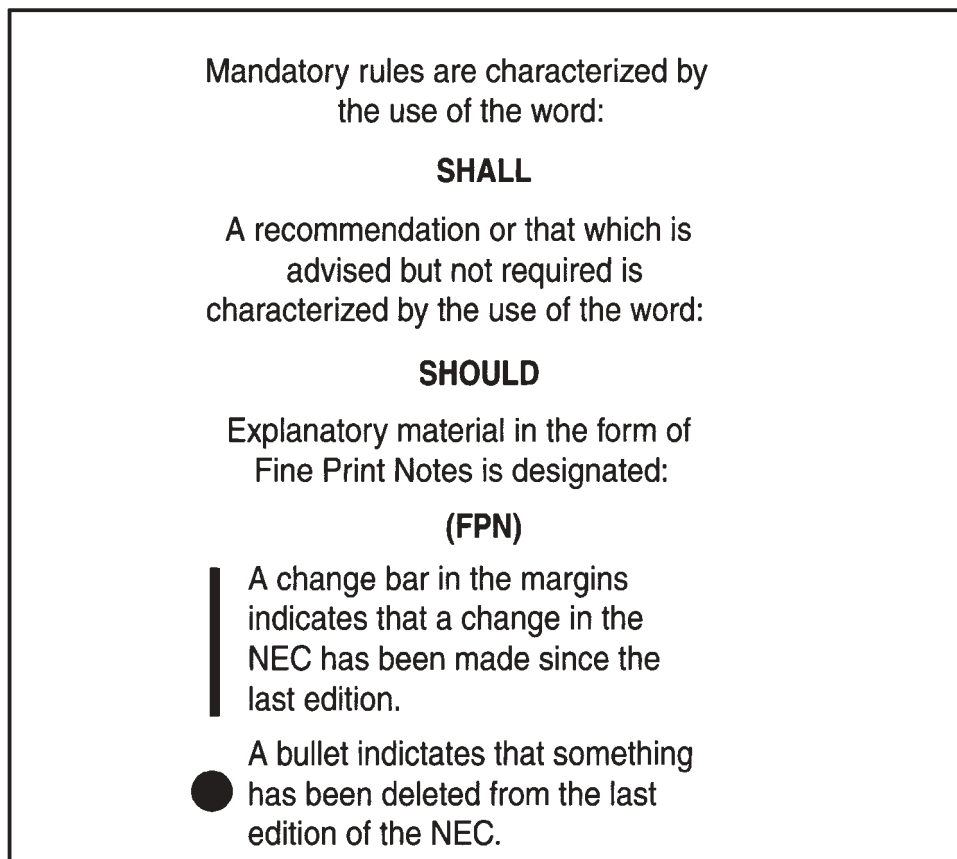 Mandatory rules are characterized by
the use of the word:
SHALL
A recommendation or that which is
advised but not required is
characterized by the use of the word:
SHOULD
Explanatory material in the form of
Fine Print Notes is designated:
(FPN)
A change bar in the margins
indicates that a change in the
NEC has been made since the
last edition.
A bullet indictates that something
has been deleted from the last
edition of the NEC.